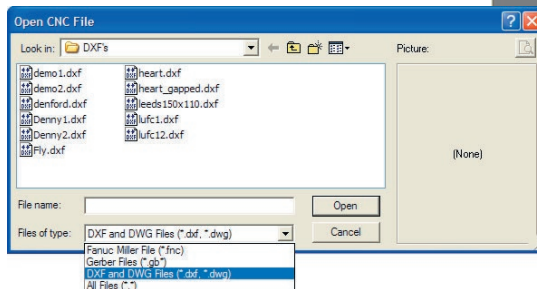 Open CNC File
Look in: DXF's
Picture:
demo1.dxf heart.dxf
demo2.dxf heart_gapped.dxf
denford.dxf leeds150x110.dxf
Denny1.dxf lufc1.dxf
Denny2.dxf lufc12.dxf
Fly.dxf
(None)
File name: Open
Files of type: DXF and DWG Files (*.dxf, *.dwg) Cancel
Fanuc Miller File (*.fnc)
Gerber Files (*.gb*)
DXF and DWG Files (*.dxf, *.dwg)
All Files (*.*)